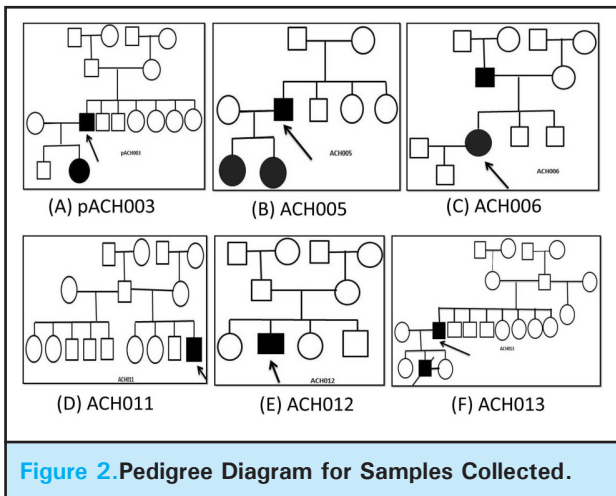 pACH003
ACH005
ACH006
(A) pACH003
(B) ACH005
(C) ACH006
ACH011
ACH012
ACH013
(D) ACH011
(E) ACH012
(F) ACH013
Figure 2.Pedigree Diagram for Samples Collected.